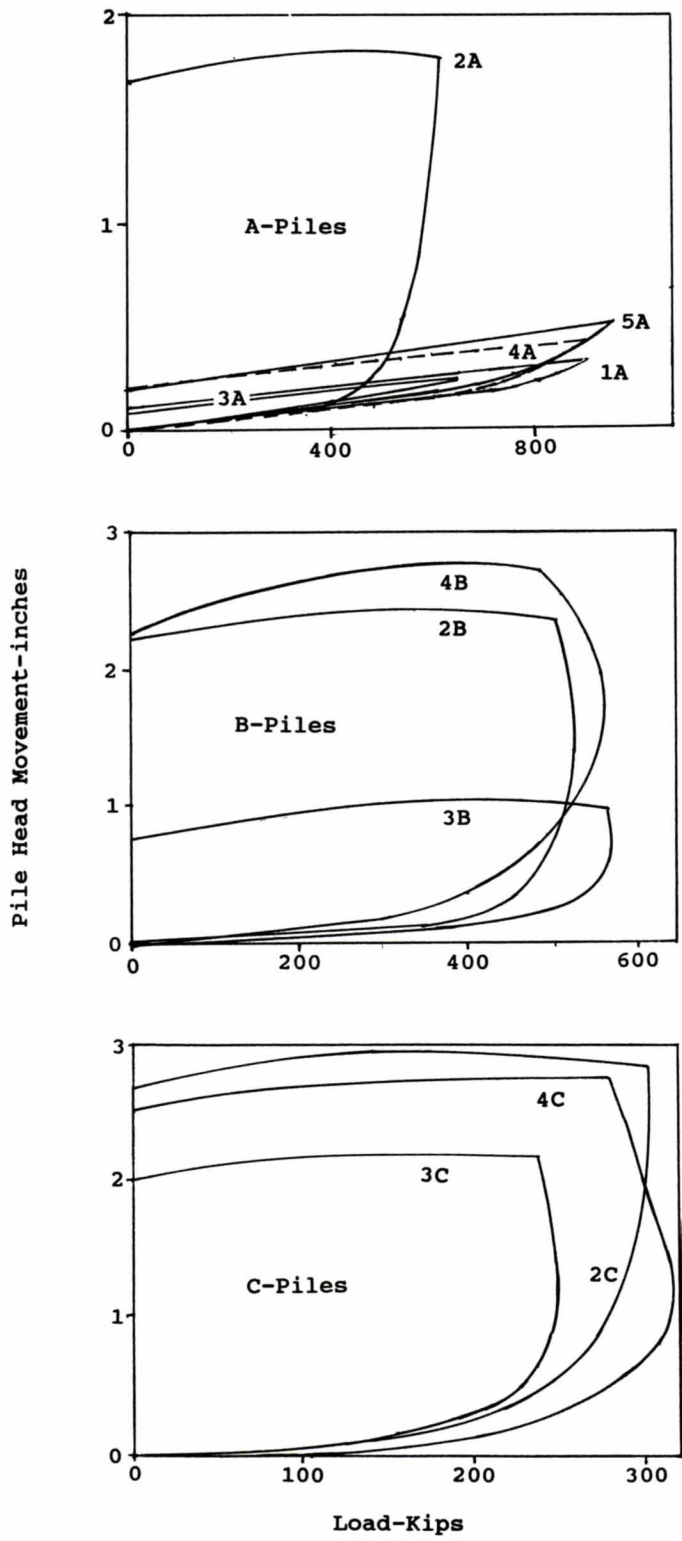 2
2A
A-Piles
1
5A
4A
1A
3A
0
0 400 800
3
4B
2B
2
B-Piles
1
3B
0
0 200 400 600
Pile Head Movement-inches
3
4C
2
3C
2C
C-Piles
1
0
0 100 200 300
Load-Kips